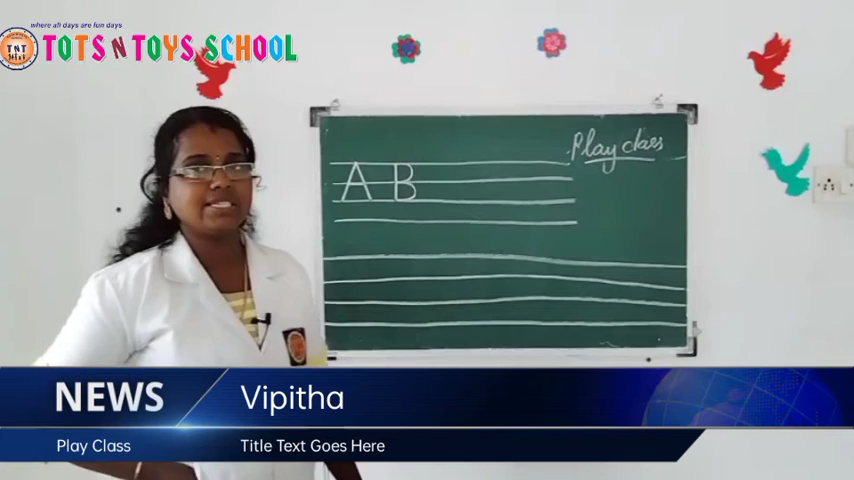 where all days are fun days
TOTS N TOYS SCHOOL
TNT
Play class
A B
NEWS
Vipitha
Play Class
Title Text Goes Here